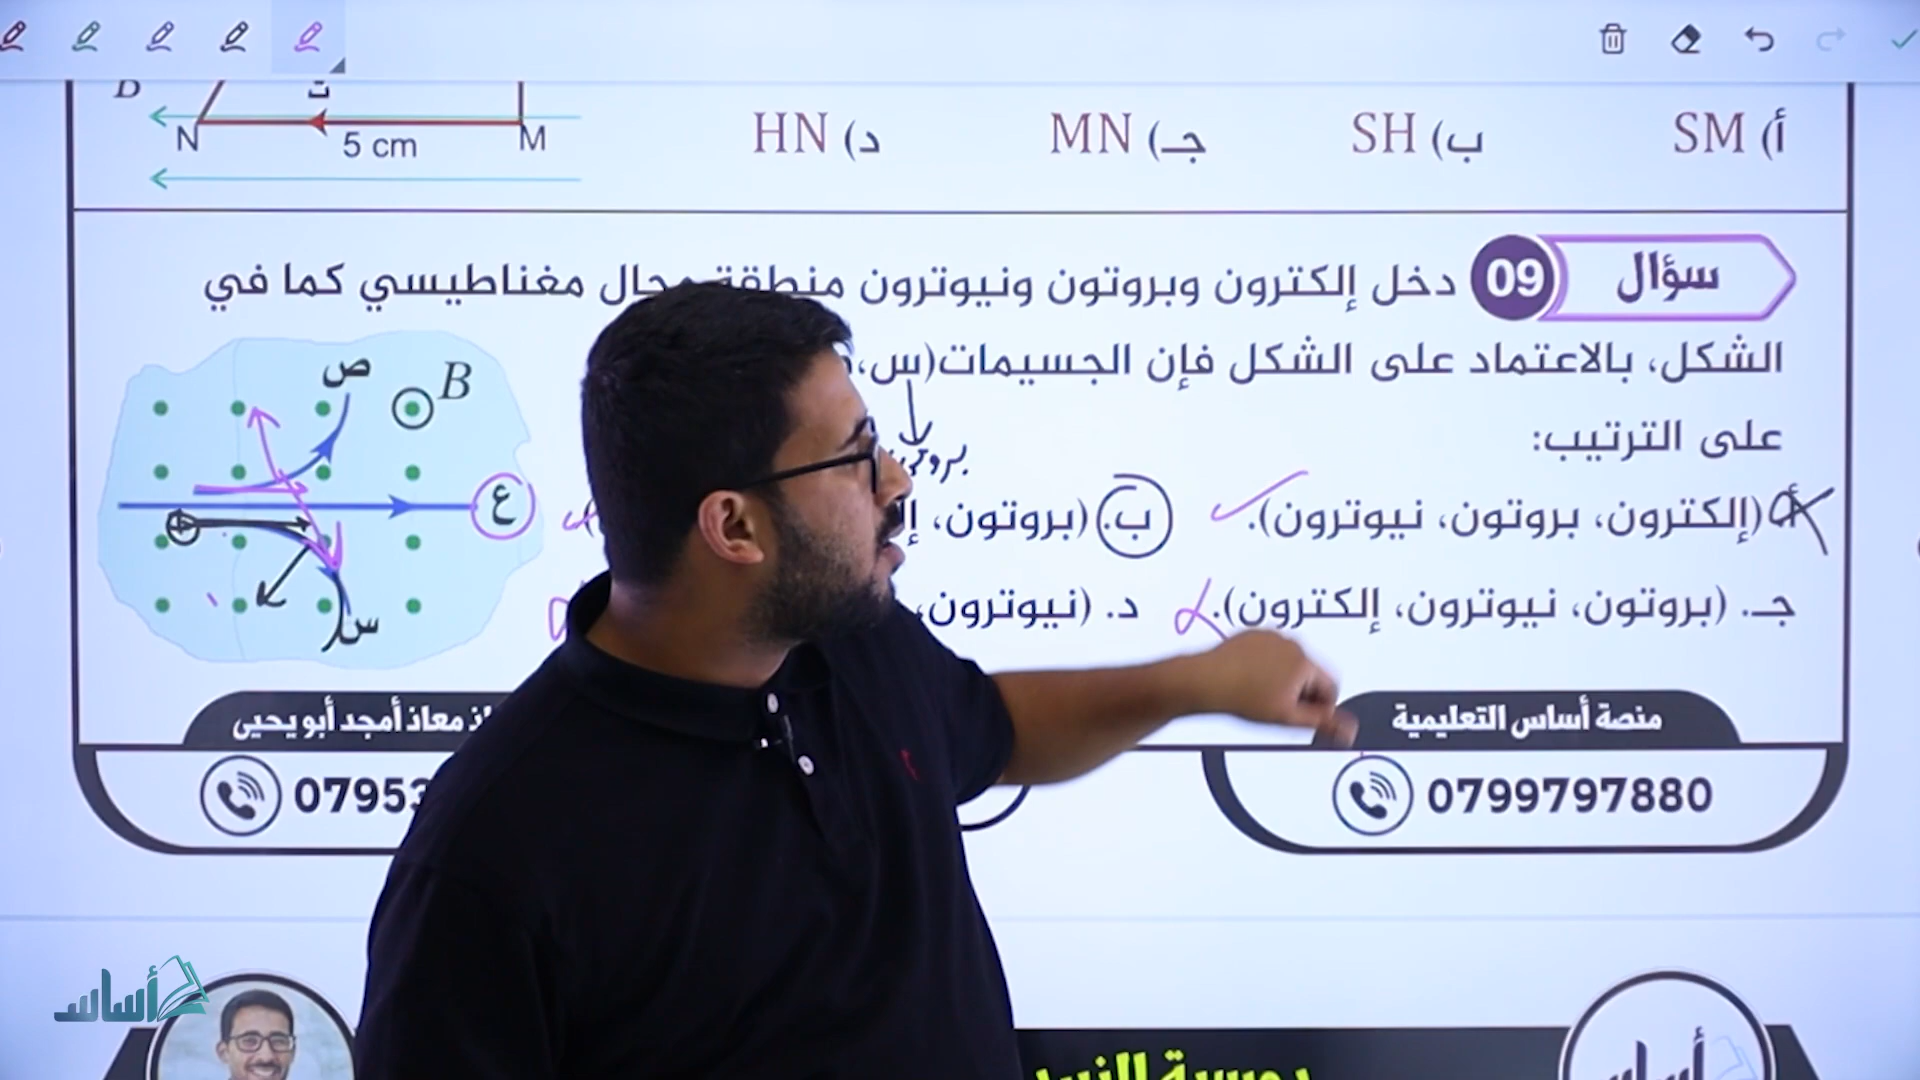 أ) SM
ب) SH
جـ) MN
د) HN
B
N
5 cm
M
سؤال 09
دخل إلكترون وبروتون ونيوترون منطقة مجال مغناطيسي كما في
الشكل، بالاعتماد على الشكل فإن الجسيمات(س،
على الترتيب:
(إلكترون، بروتون، نيوترون).
ب. (بروتون،
جـ. (بروتون، نيوترون، إلكترون).
د. (نيوترون،
ص
B
ع
س
منصة أساس التعليمية
معاذ أمجد أبو يحيى
0799797880
أساس
أساس